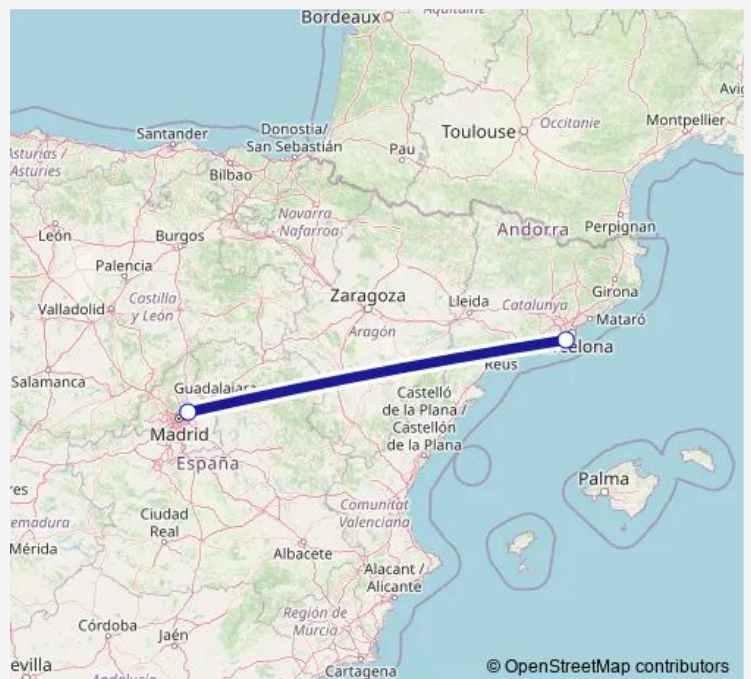 Bordeaux
Aquitaine
Avi
Montpellier
Toulouse
Occitanie
Santander
Donostia/
San Sebastián
Pau
Asturias /
Asturies
Bilbao
Navarra
Nafarroa
Andorra
Perpignan
León
Burgos
Palencia
Girona
Zaragoza
Lleida
Catalunya
Castilla
y León
Valladolid
Mataró
Aragón
celona
Reus
Salamanca
Guadalajara
Castelló
de la Plana /
Castellón
de la Plana
Madrid
España
Palma
res
emadura
Comunitat
Valenciana
Ciudad
Real
Mérida
Albacete
Alacant /
Alicante
Región de
Murcia
Córdoba
Jaén
evilla
Andalucía
Cartagena
© OpenStreetMap contributors